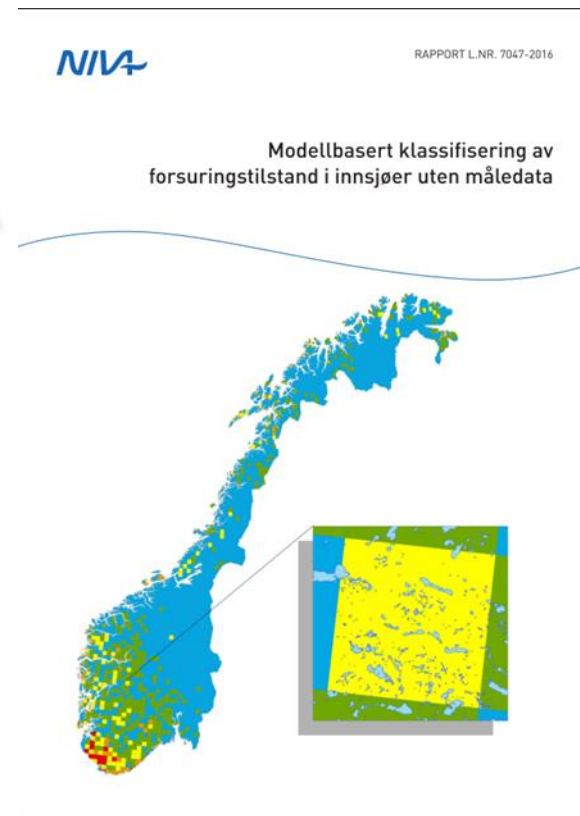 NIVA
RAPPORT L.NR. 7047-2016
Modellbasert klassifisering av
forsuringstilstand i innsjøer uten måledata